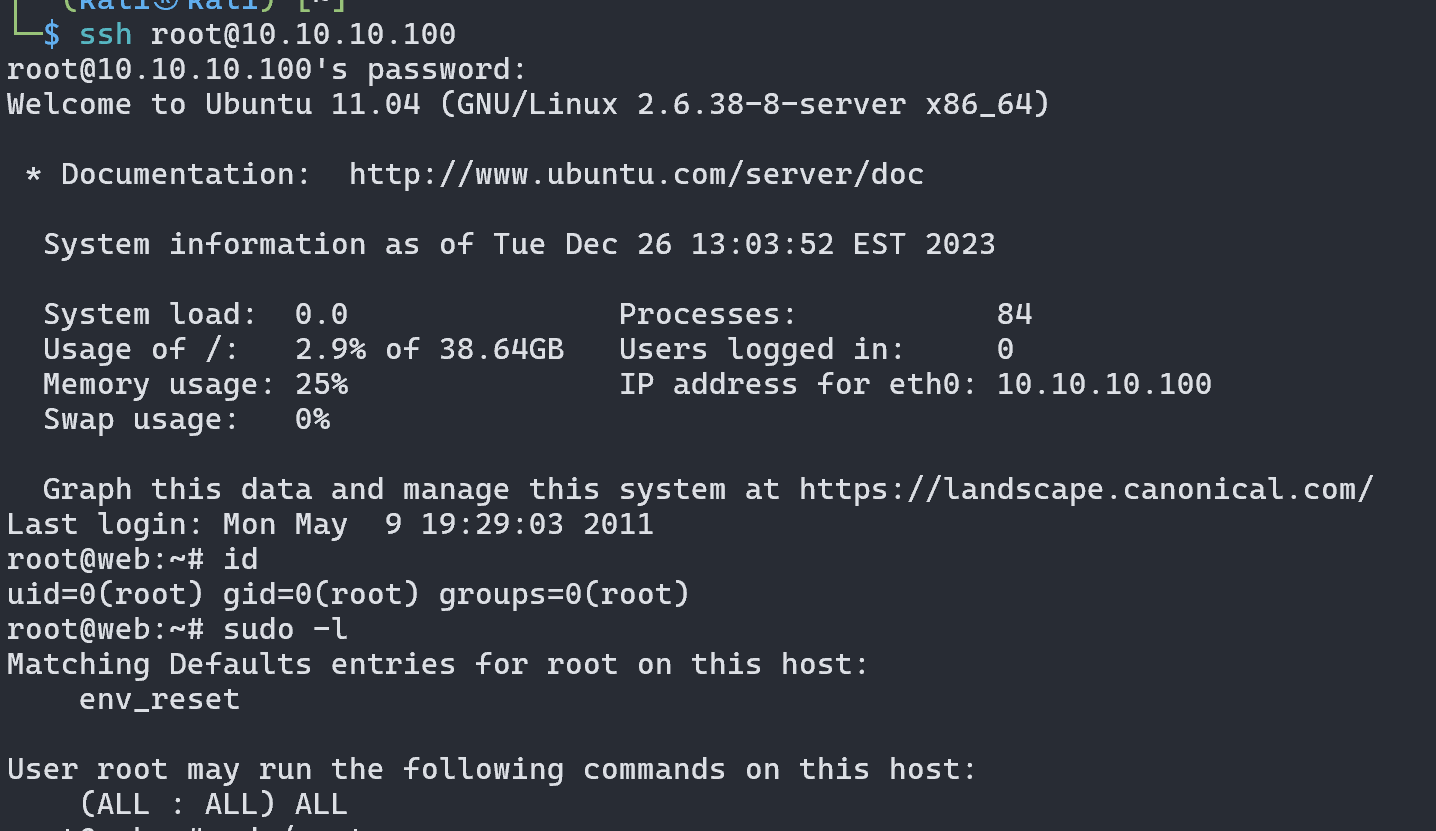 └─$ ssh root@10.10.10.100
root@10.10.10.100's password:
Welcome to Ubuntu 11.04 (GNU/Linux 2.6.38-8-server x86_64)
* Documentation:  http://www.ubuntu.com/server/doc
System information as of Tue Dec 26 13:03:52 EST 2023
System load:  0.0               Processes:           84
Usage of /:   2.9% of 38.64GB   Users logged in:     0
Memory usage: 25%               IP address for eth0: 10.10.10.100
Swap usage:   0%
Graph this data and manage this system at https://landscape.canonical.com/
Last login: Mon May  9 19:29:03 2011
root@web:~# id
uid=0(root) gid=0(root) groups=0(root)
root@web:~# sudo -l
Matching Defaults entries for root on this host:
env_reset
User root may run the following commands on this host:
(ALL : ALL) ALL